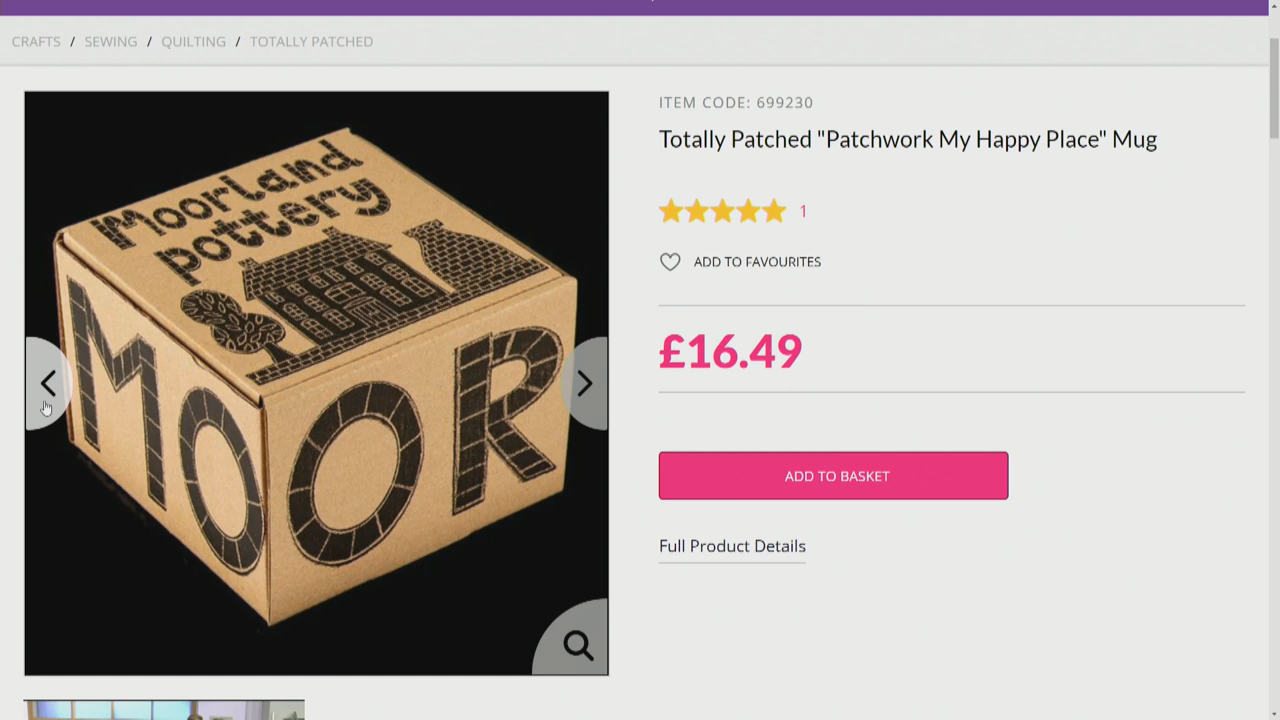 CRAFTS / SEWING / QUILTING / TOTALLY PATCHED
Moorland
pottery
MOOR
ITEM CODE: 699230
Totally Patched "Patchwork My Happy Place" Mug
1
ADD TO FAVOURITES
£16.49
ADD TO BASKET
Full Product Details